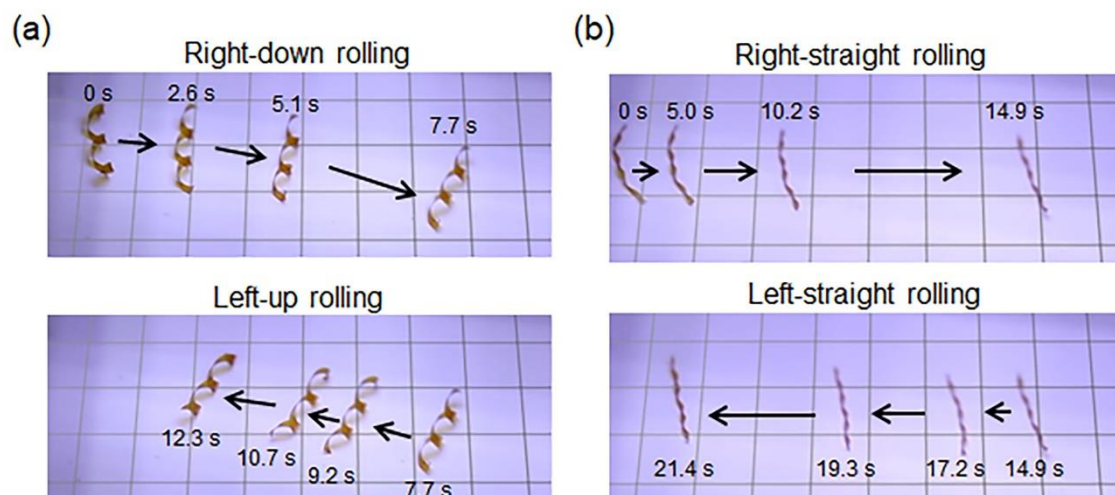 (a)
Right-down rolling
0 s
2.6 s
5.1 s
7.7 s
Left-up rolling
12.3 s
10.7 s
9.2 s
7.7 s
(b)
Right-straight rolling
0 s
5.0 s
10.2 s
14.9 s
Left-straight rolling
21.4 s
19.3 s
17.2 s
14.9 s